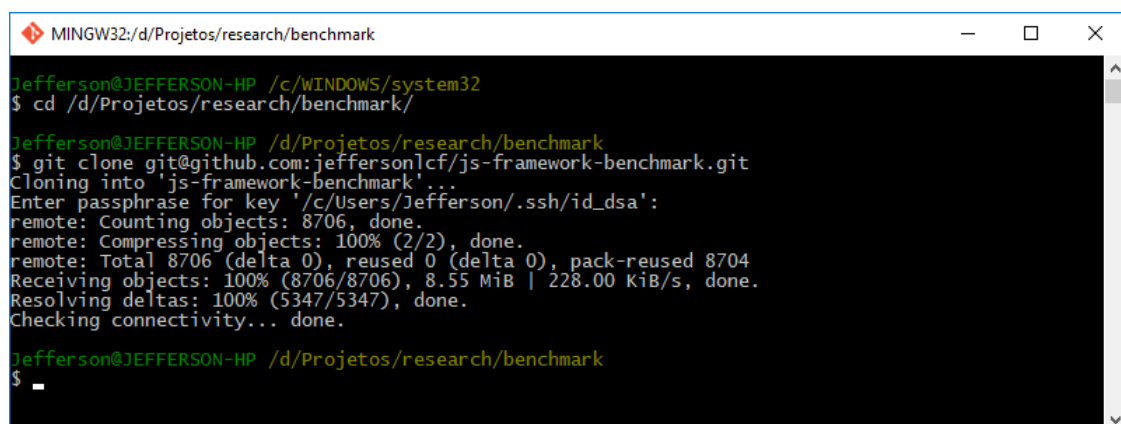 MINGW32:/d/Projetos/research/benchmark
Jefferson@JEFFERSON-HP /c/WINDOWS/system32
$ cd /d/Projetos/research/benchmark/
Jefferson@JEFFERSON-HP /d/Projetos/research/benchmark
$ git clone git@github.com:jeffersonlcf/js-framework-benchmark.git
Cloning into 'js-framework-benchmark'...
Enter passphrase for key '/c/Users/Jefferson/.ssh/id_dsa':
remote: Counting objects: 8706, done.
remote: Compressing objects: 100% (2/2), done.
remote: Total 8706 (delta 0), reused 0 (delta 0), pack-reused 8704
Receiving objects: 100% (8706/8706), 8.55 MiB | 228.00 KiB/s, done.
Resolving deltas: 100% (5347/5347), done.
Checking connectivity... done.
Jefferson@JEFFERSON-HP /d/Projetos/research/benchmark
$